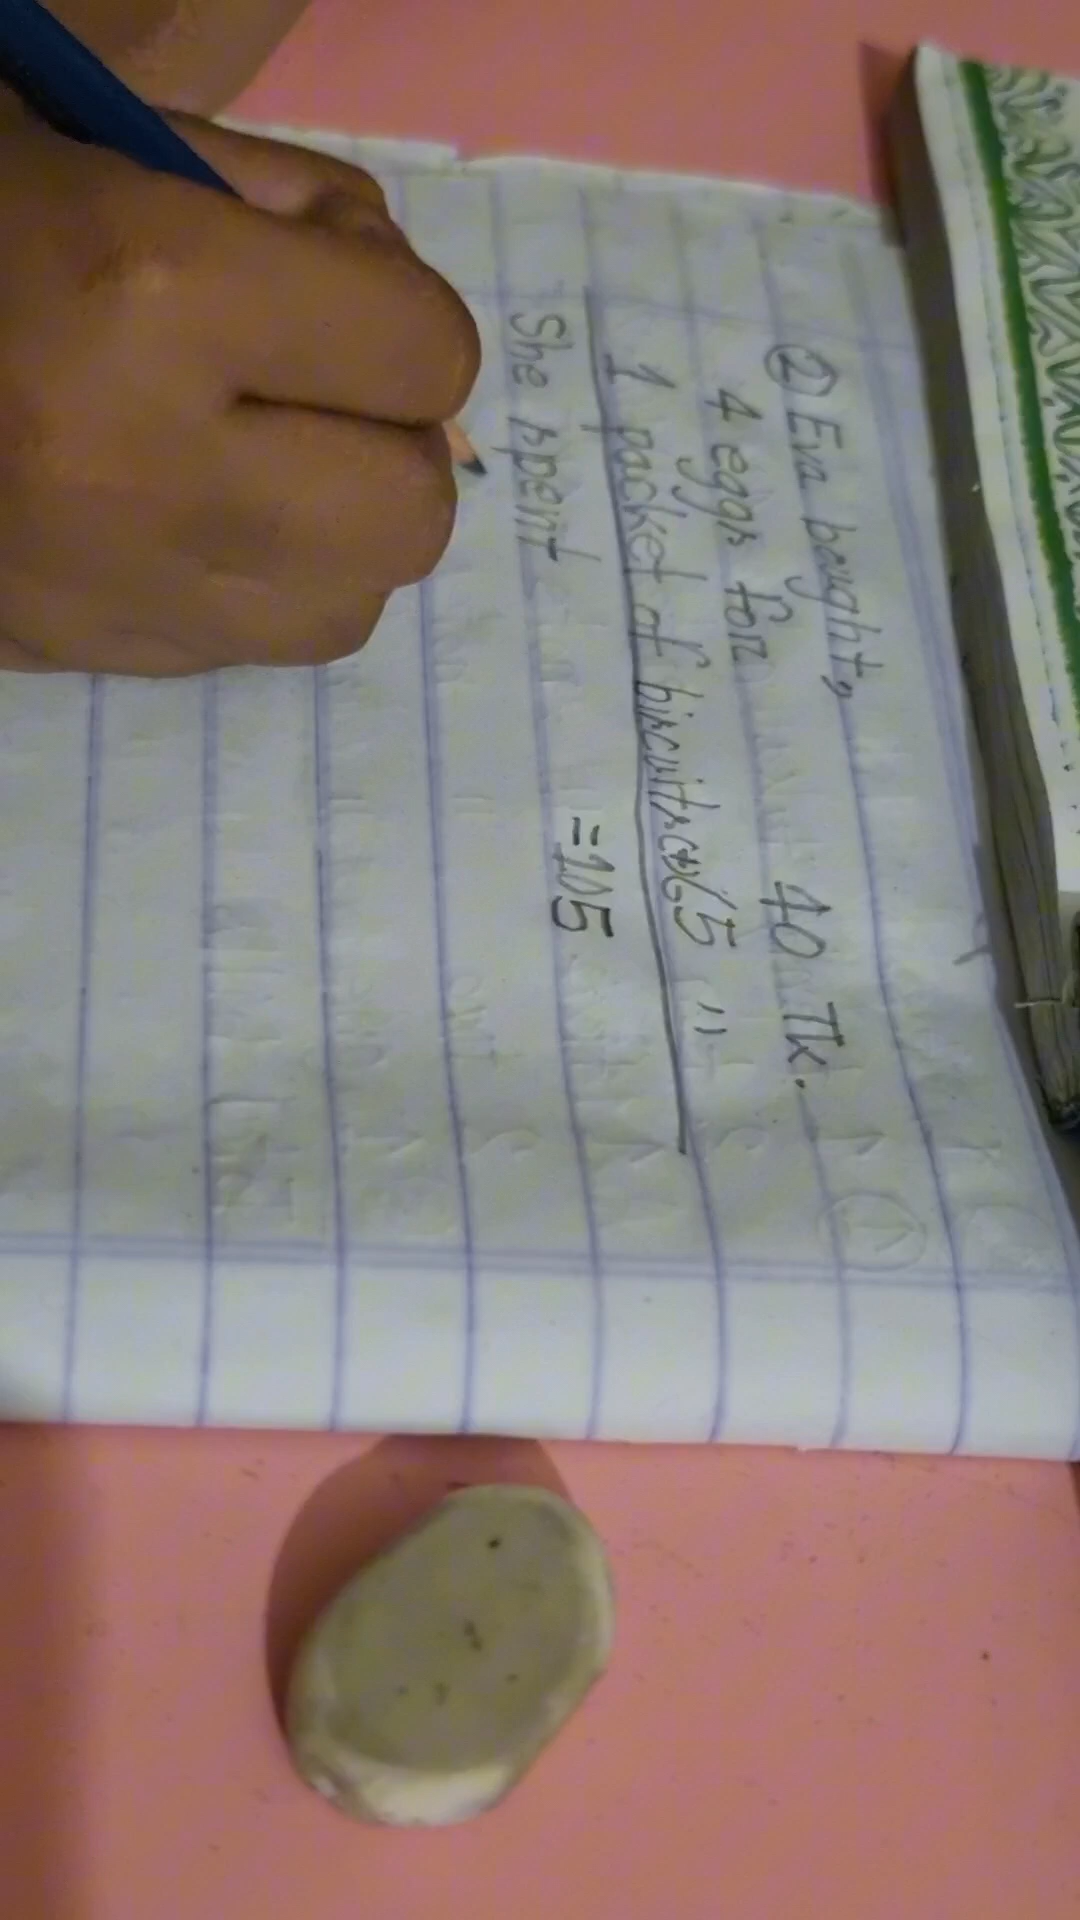 ② Eva bought,
4 eggs for 40 Tk.
1 packet of biscuits 65 "
She spent =105